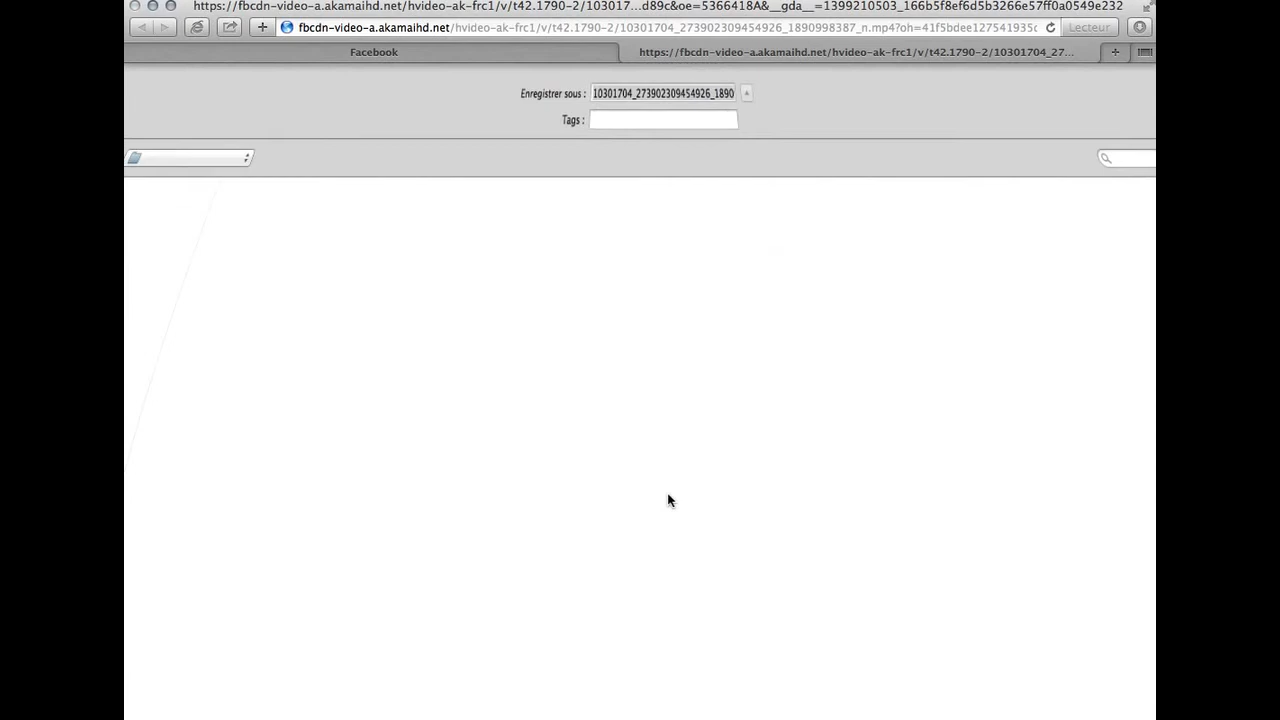 https://fbcdn-video-a.akamaihd.net/hvideo-ak-frc1/v/t42.1790-2/103017...d89c&oe=5366418A&__gda__=1399210503_166b5f8ef6d5b3266e57ff0a0549e232
fbcdn-video-a.akamaihd.net/hvideo-ak-frc1/v/t42.1790-2/10301704_273902309454926_1890998387_n.mp4?oh=41f5bdee127541935c
Lecteur
Facebook
https://fbcdn-video-a.akamaihd.net/hvideo-ak-frc1/v/t42.1790-2/10301704_27...
Enregistrer sous : 10301704_273902309454926_1890
Tags :